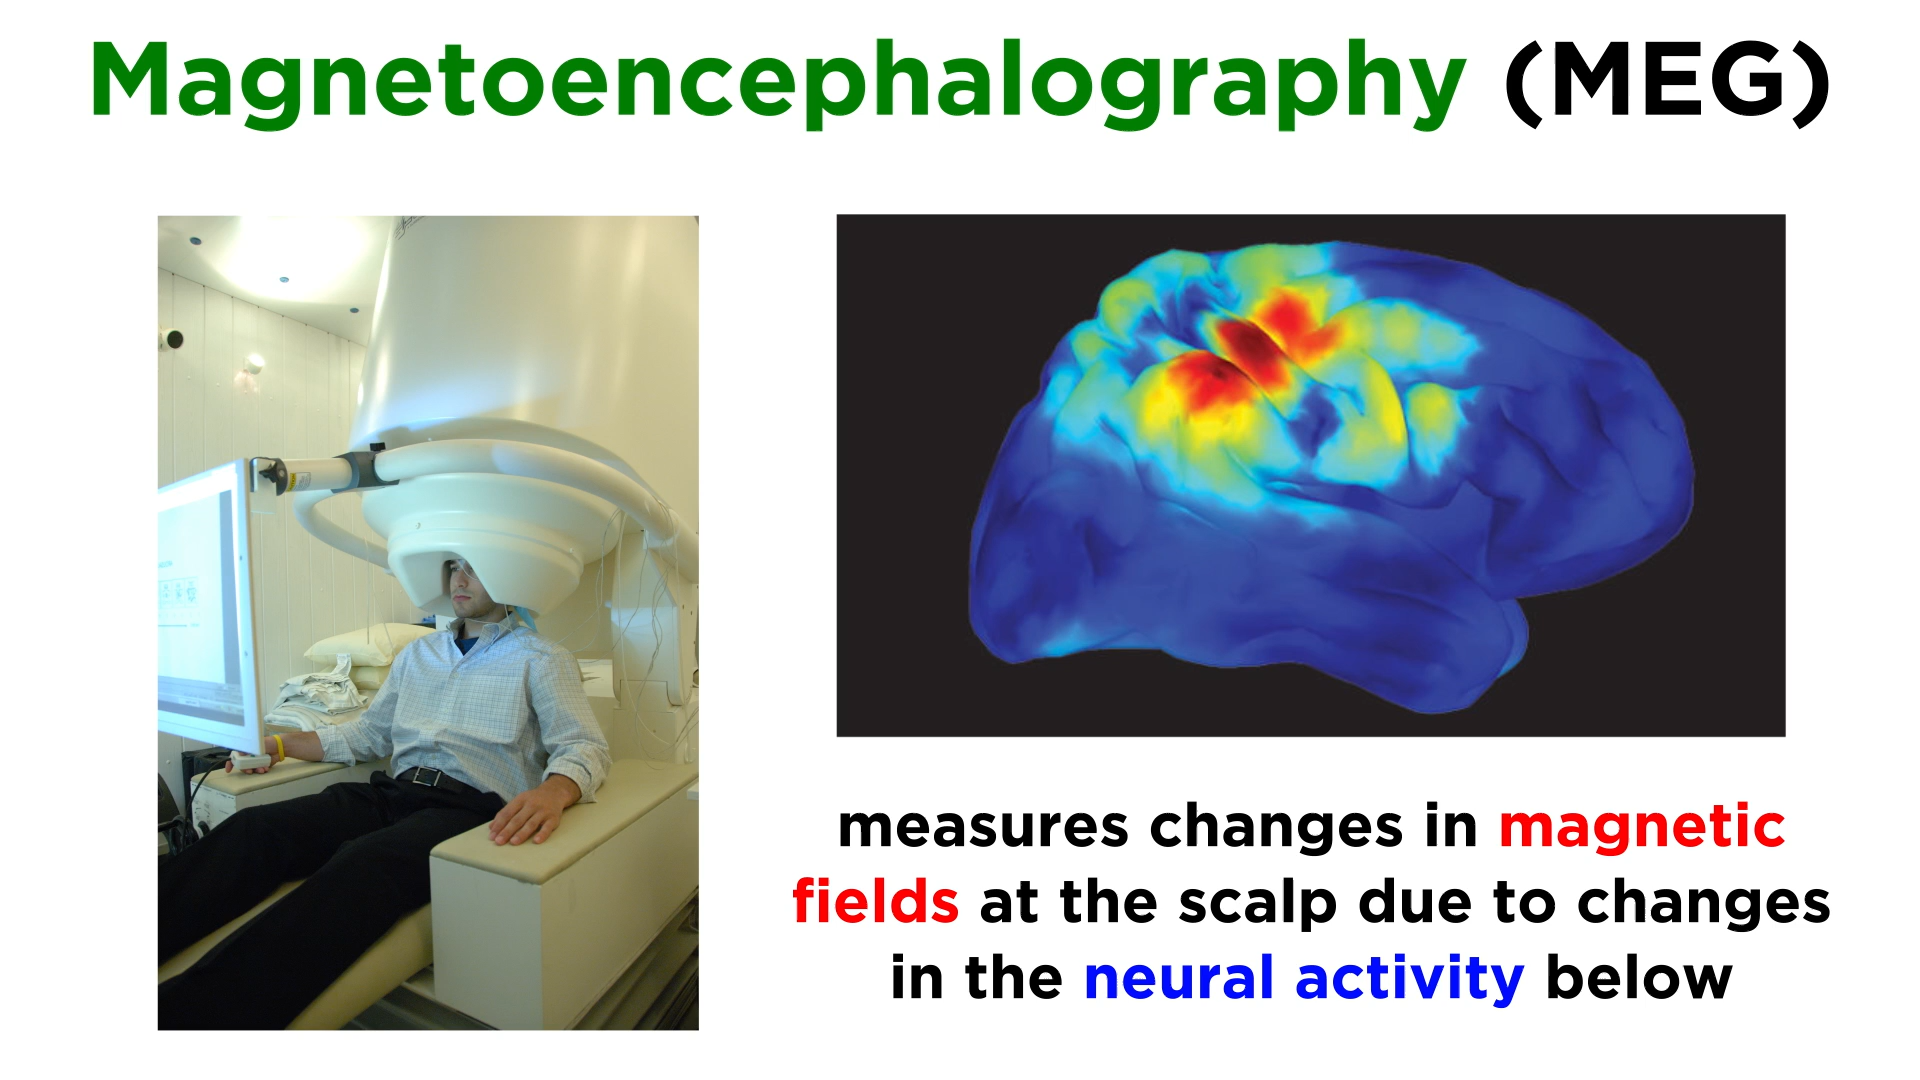 Magnetoencephalography (MEG)
measures changes in magnetic
fields at the scalp due to changes
in the neural activity below